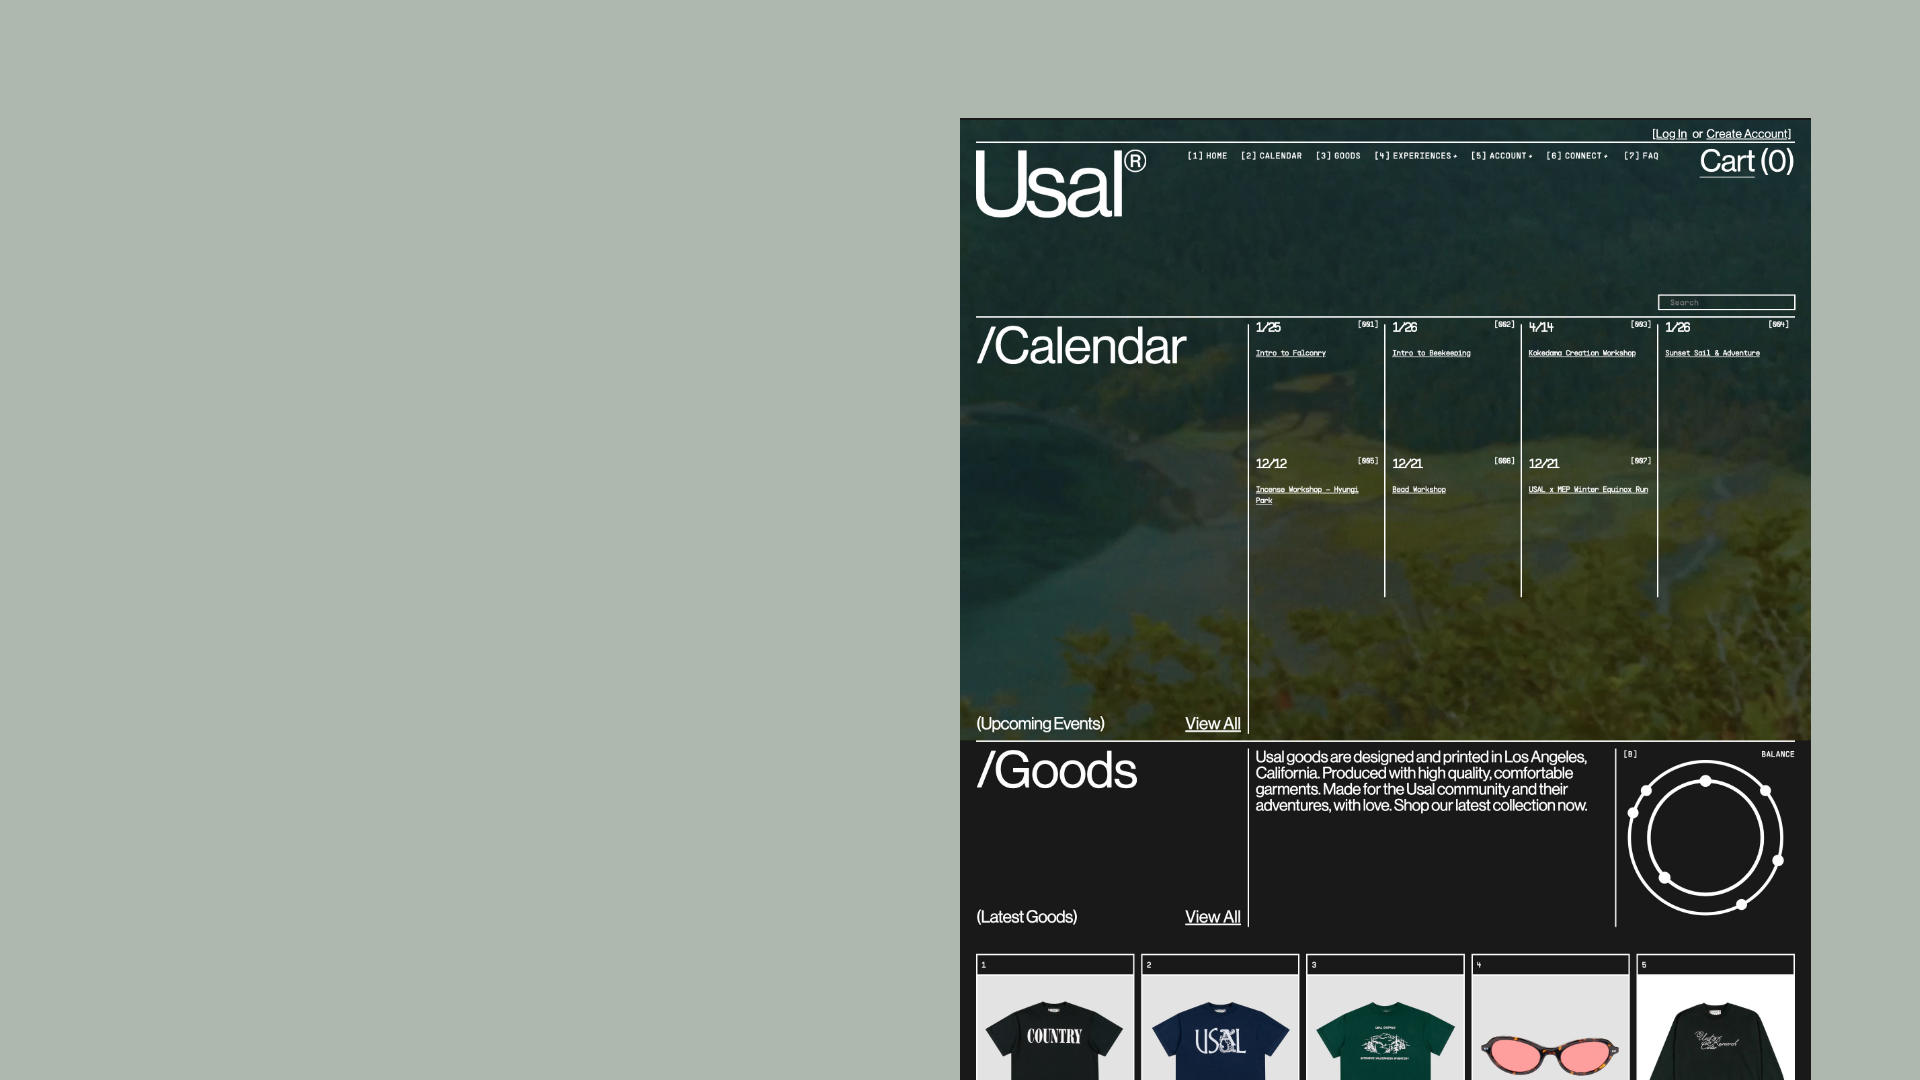 [Log In or Create Account]
Usal®
[1] HOME [2] CALENDAR [3] GOODS [4] EXPERIENCES+ [5] ACCOUNT+ [6] CONNECT+ [7] FAQ
Cart (0)
Search
/Calendar
1/25 [001]
Intro to Falconry
1/26 [002]
Intro to Beekeeping
4/14 [003]
Kokedama Creation Workshop
1/26 [004]
Sunset Sail & Adventure
12/12 [005]
Incense Workshop – Hyungi
Park
12/21 [006]
Bead Workshop
12/21 [007]
USAL x MEP Winter Equinox Run
(Upcoming Events) View All
/Goods
Usal goods are designed and printed in Los Angeles,
California. Produced with high quality, comfortable
garments. Made for the Usal community and their
adventures, with love. Shop our latest collection now.
BALANCE
(Latest Goods) View All
1 2 3 4 5
COUNTRY
USAL